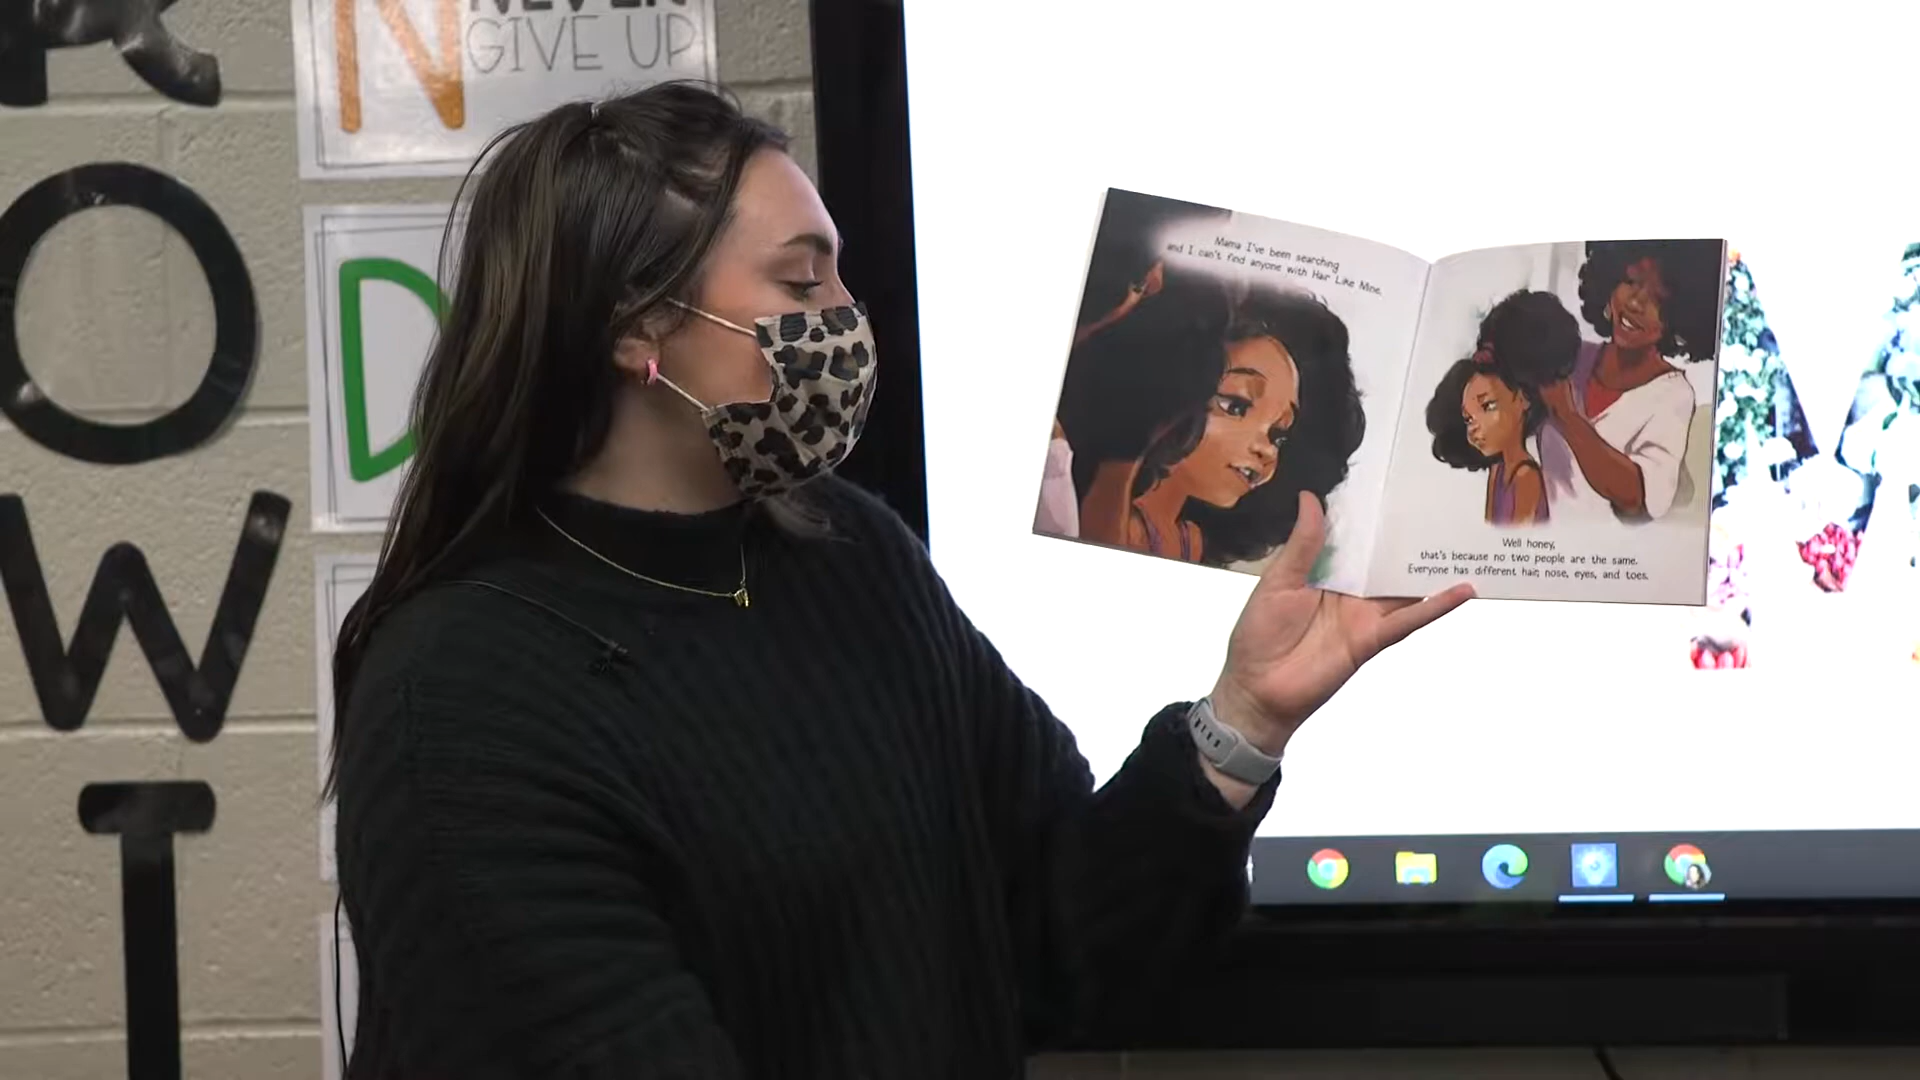 R
O
W
T
NEVER
GIVE UP
N
D
Mama I've been searching
and I can't find anyone with Hair Like Mine.
Well honey,
that's because no two people are the same.
Everyone has different hair, nose, eyes, and toes.
M